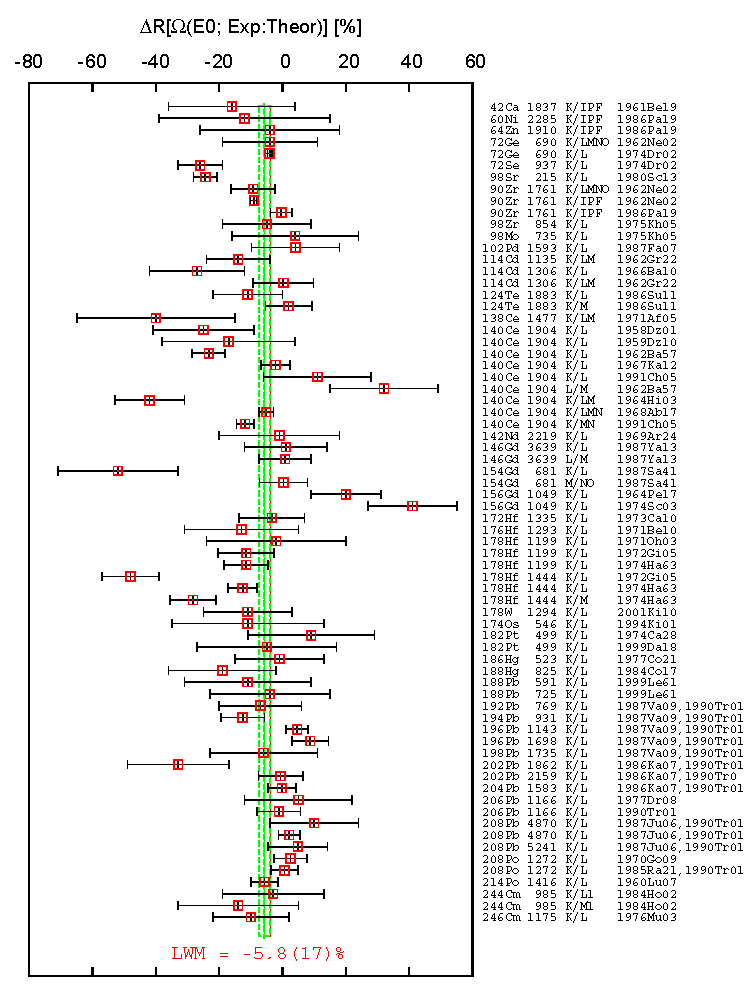 ΔR[Ω(E0; Exp:Theor)] [%]
-80 -60 -40 -20 0 20 40 60
42Ca 1837 K/IPF 1961Be19
60Ni 2285 K/IPF 1986Pa19
64Zn 1910 K/IPF 1986Pa19
72Ge 690 K/LMNO 1962Ne02
72Ge 690 K/L 1974Dr02
72Se 937 K/L 1974Dr02
98Sr 215 K/L 1980Sc13
90Zr 1761 K/LMNO 1962Ne02
90Zr 1761 K/IPF 1962Ne02
90Zr 1761 K/IPF 1986Pa19
98Zr 854 K/L 1975Kh05
98Mo 735 K/L 1975Kh05
102Pd 1593 K/L 1987Fa07
114Cd 1135 K/LM 1962Gr22
114Cd 1306 K/L 1966Ba10
114Cd 1306 K/LM 1962Gr22
124Te 1883 K/L 1986Su11
124Te 1883 K/M 1986Su11
138Ce 1477 K/LM 1971Af05
140Ce 1904 K/L 1958Dz01
140Ce 1904 K/L 1959Dz10
140Ce 1904 K/L 1962Ba57
140Ce 1904 K/L 1967Ka12
140Ce 1904 K/L 1991Ch05
140Ce 1904 L/M 1962Ba57
140Ce 1904 K/LM 1964Hi03
140Ce 1904 K/LMN 1968Ab17
140Ce 1904 K/MN 1991Ch05
142Nd 2219 K/L 1969Ar24
146Gd 3639 K/L 1987Ya13
146Gd 3639 L/M 1987Ya13
154Gd 681 K/L 1987Sa41
154Gd 681 M/NO 1987Sa41
156Gd 1049 K/L 1964Pe17
156Gd 1049 K/L 1974Sc03
172Hf 1335 K/L 1973Ca10
176Hf 1293 K/L 1971Be10
178Hf 1199 K/L 1971Oh03
178Hf 1199 K/L 1972Gi05
178Hf 1199 K/L 1974Ha63
178Hf 1444 K/L 1972Gi05
178Hf 1444 K/L 1974Ha63
178Hf 1444 K/M 1974Ha63
178W 1294 K/L 2001Ki10
174Os 546 K/L 1994Ki01
182Pt 499 K/L 1974Ca28
182Pt 499 K/L 1999Da18
186Hg 523 K/L 1977Co21
188Hg 825 K/L 1984Co17
188Pb 591 K/L 1999Le61
188Pb 725 K/L 1999Le61
192Pb 769 K/L 1987Va09,1990Tr01
194Pb 931 K/L 1987Va09,1990Tr01
196Pb 1143 K/L 1987Va09,1990Tr01
196Pb 1698 K/L 1987Va09,1990Tr01
198Pb 1735 K/L 1987Va09,1990Tr01
202Pb 1862 K/L 1986Ka07,1990Tr01
202Pb 2159 K/L 1986Ka07,1990Tr0
204Pb 1583 K/L 1986Ka07,1990Tr01
206Pb 1166 K/L 1977Dr08
206Pb 1166 K/L 1990Tr01
208Pb 4870 K/L 1987Ju06,1990Tr01
208Pb 4870 K/L 1987Ju06,1990Tr01
208Pb 5241 K/L 1987Ju06,1990Tr01
208Po 1272 K/L 1970Go09
208Po 1272 K/L 1985Ra21,1990Tr01
214Po 1416 K/L 1960Lu07
244Cm 985 K/L1 1984Ho02
244Cm 985 K/M1 1984Ho02
246Cm 1175 K/L 1976Mu03
LWM = -5.8(17)%